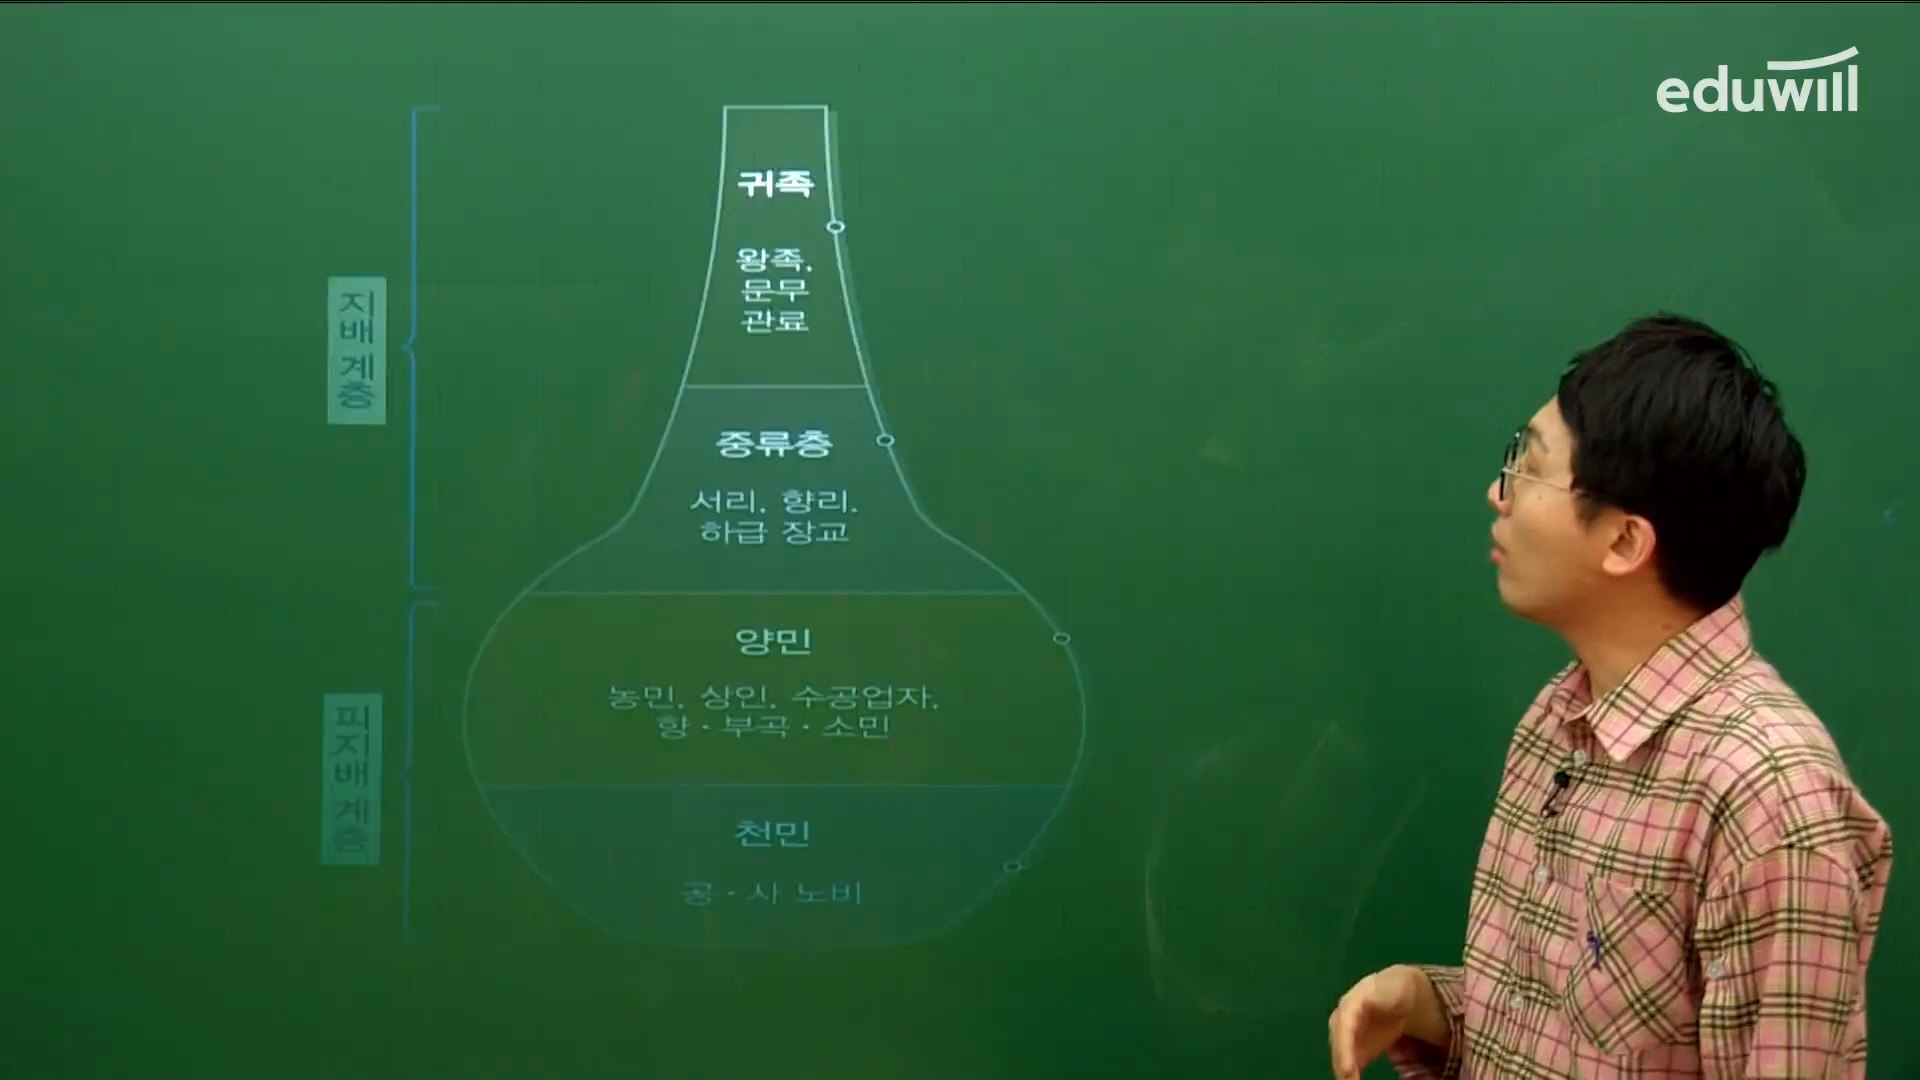 eduwill
지배계층
귀족
왕족,
문무
관료
중류층
서리, 향리,
하급 장교
피지배계층
양민
농민, 상인, 수공업자,
향·부곡·소민
천민
공·사 노비